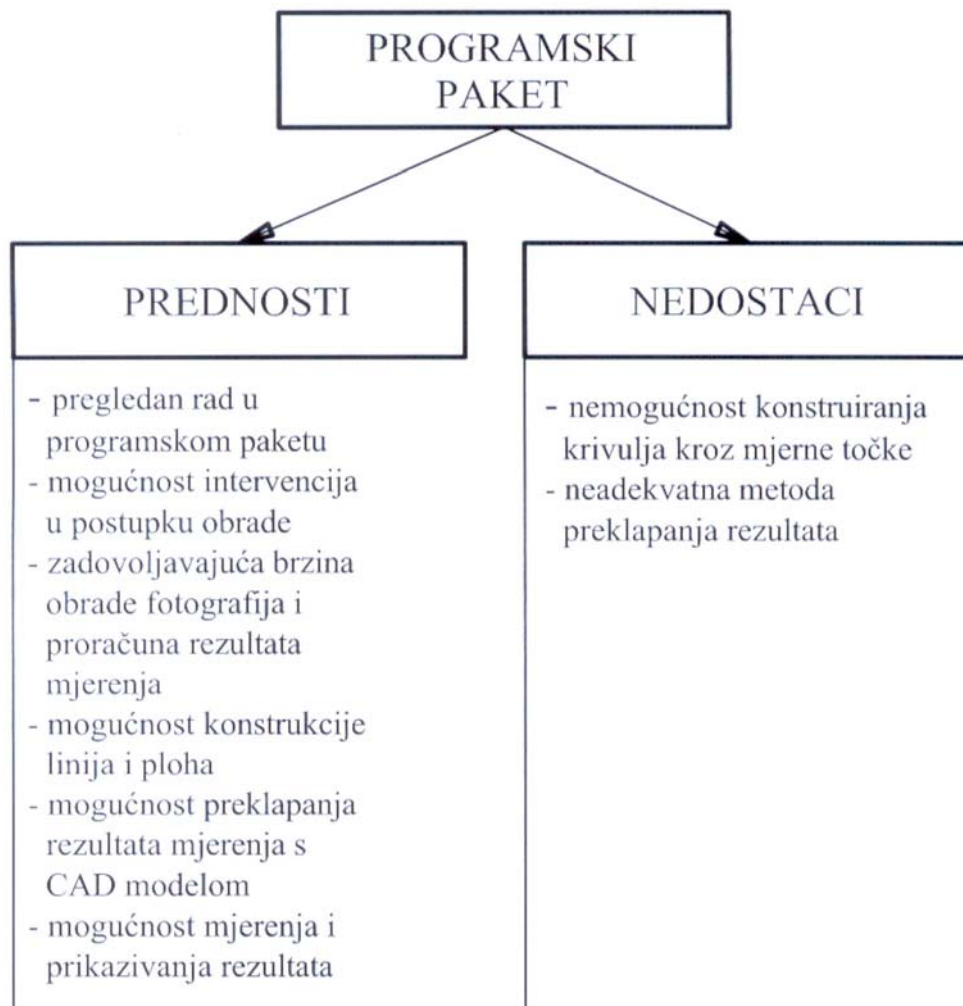 PROGRAMSKI
PAKET
PREDNOSTI
- pregledan rad u
programskom paketu
- mogućnost intervencija
u postupku obrade
- zadovoljavajuća brzina
obrade fotografija i
proračuna rezultata
mjerenja
- mogućnost konstrukcije
linija i ploha
- mogućnost preklapanja
rezultata mjerenja s
CAD modelom
- mogućnost mjerenja i
prikazivanja rezultata
NEDOSTACI
- nemogućnost konstruiranja
krivulja kroz mjerne točke
- neadekvatna metoda
preklapanja rezultata